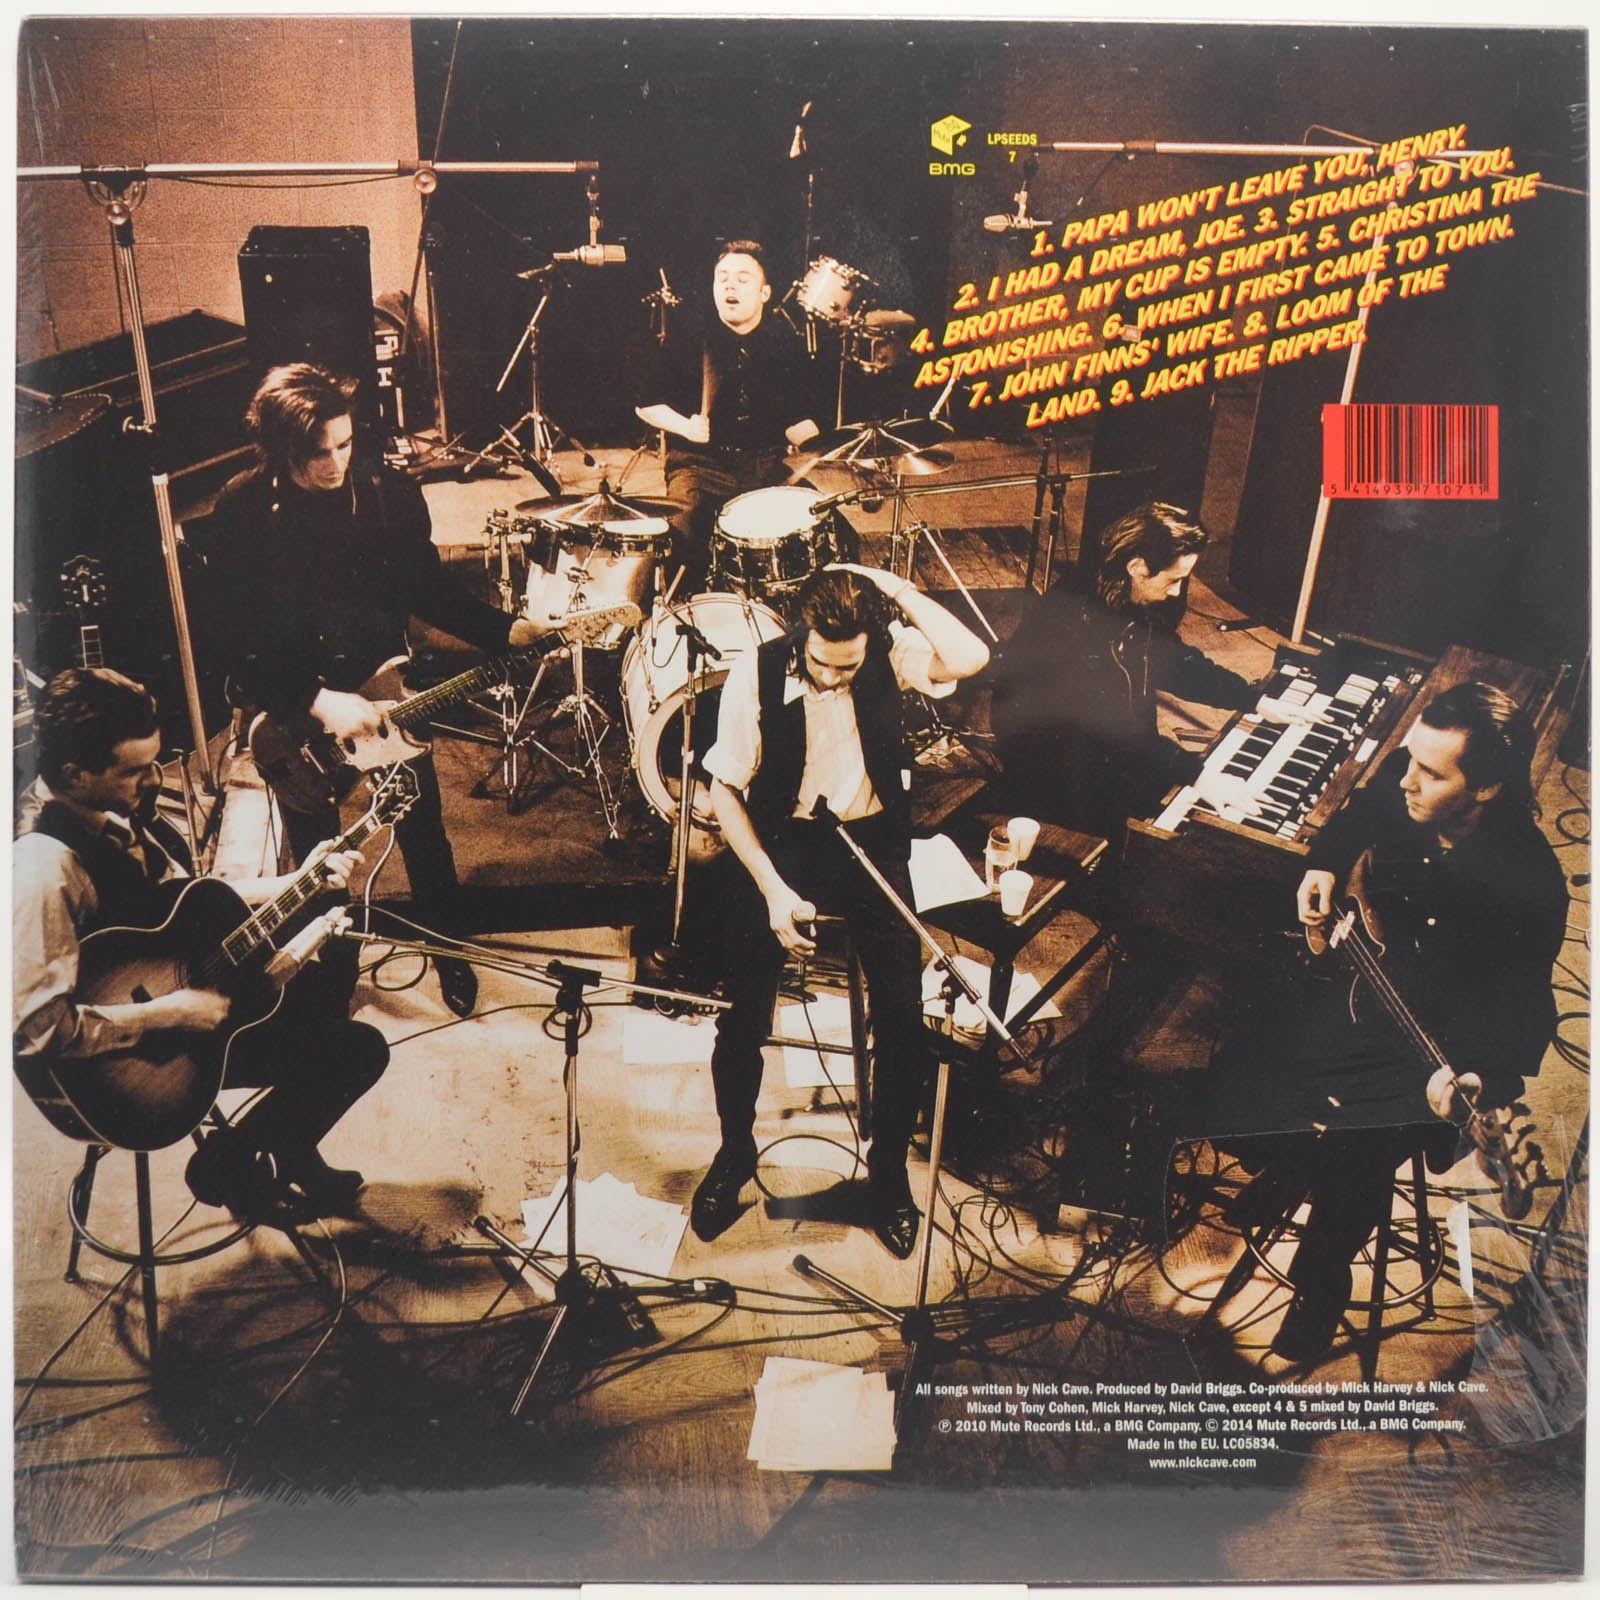 BMG
LPSEEDS
7
1. PAPA WON'T LEAVE YOU, HENRY.
2. I HAD A DREAM, JOE. 3. STRAIGHT TO YOU.
4. BROTHER, MY CUP IS EMPTY. 5. CHRISTINA THE
ASTONISHING. 6. WHEN I FIRST CAME TO TOWN.
7. JOHN FINNS' WIFE. 8. LOOM OF THE
LAND. 9. JACK THE RIPPER.
5 414939 710711
All songs written by Nick Cave. Produced by David Briggs. Co-produced by Mick Harvey & Nick Cave.
Mixed by Tony Cohen, Mick Harvey, Nick Cave, except 4 & 5 mixed by David Briggs.
℗ 2010 Mute Records Ltd., a BMG Company. © 2014 Mute Records Ltd., a BMG Company.
Made in the EU. LC05834.
www.nickcave.com